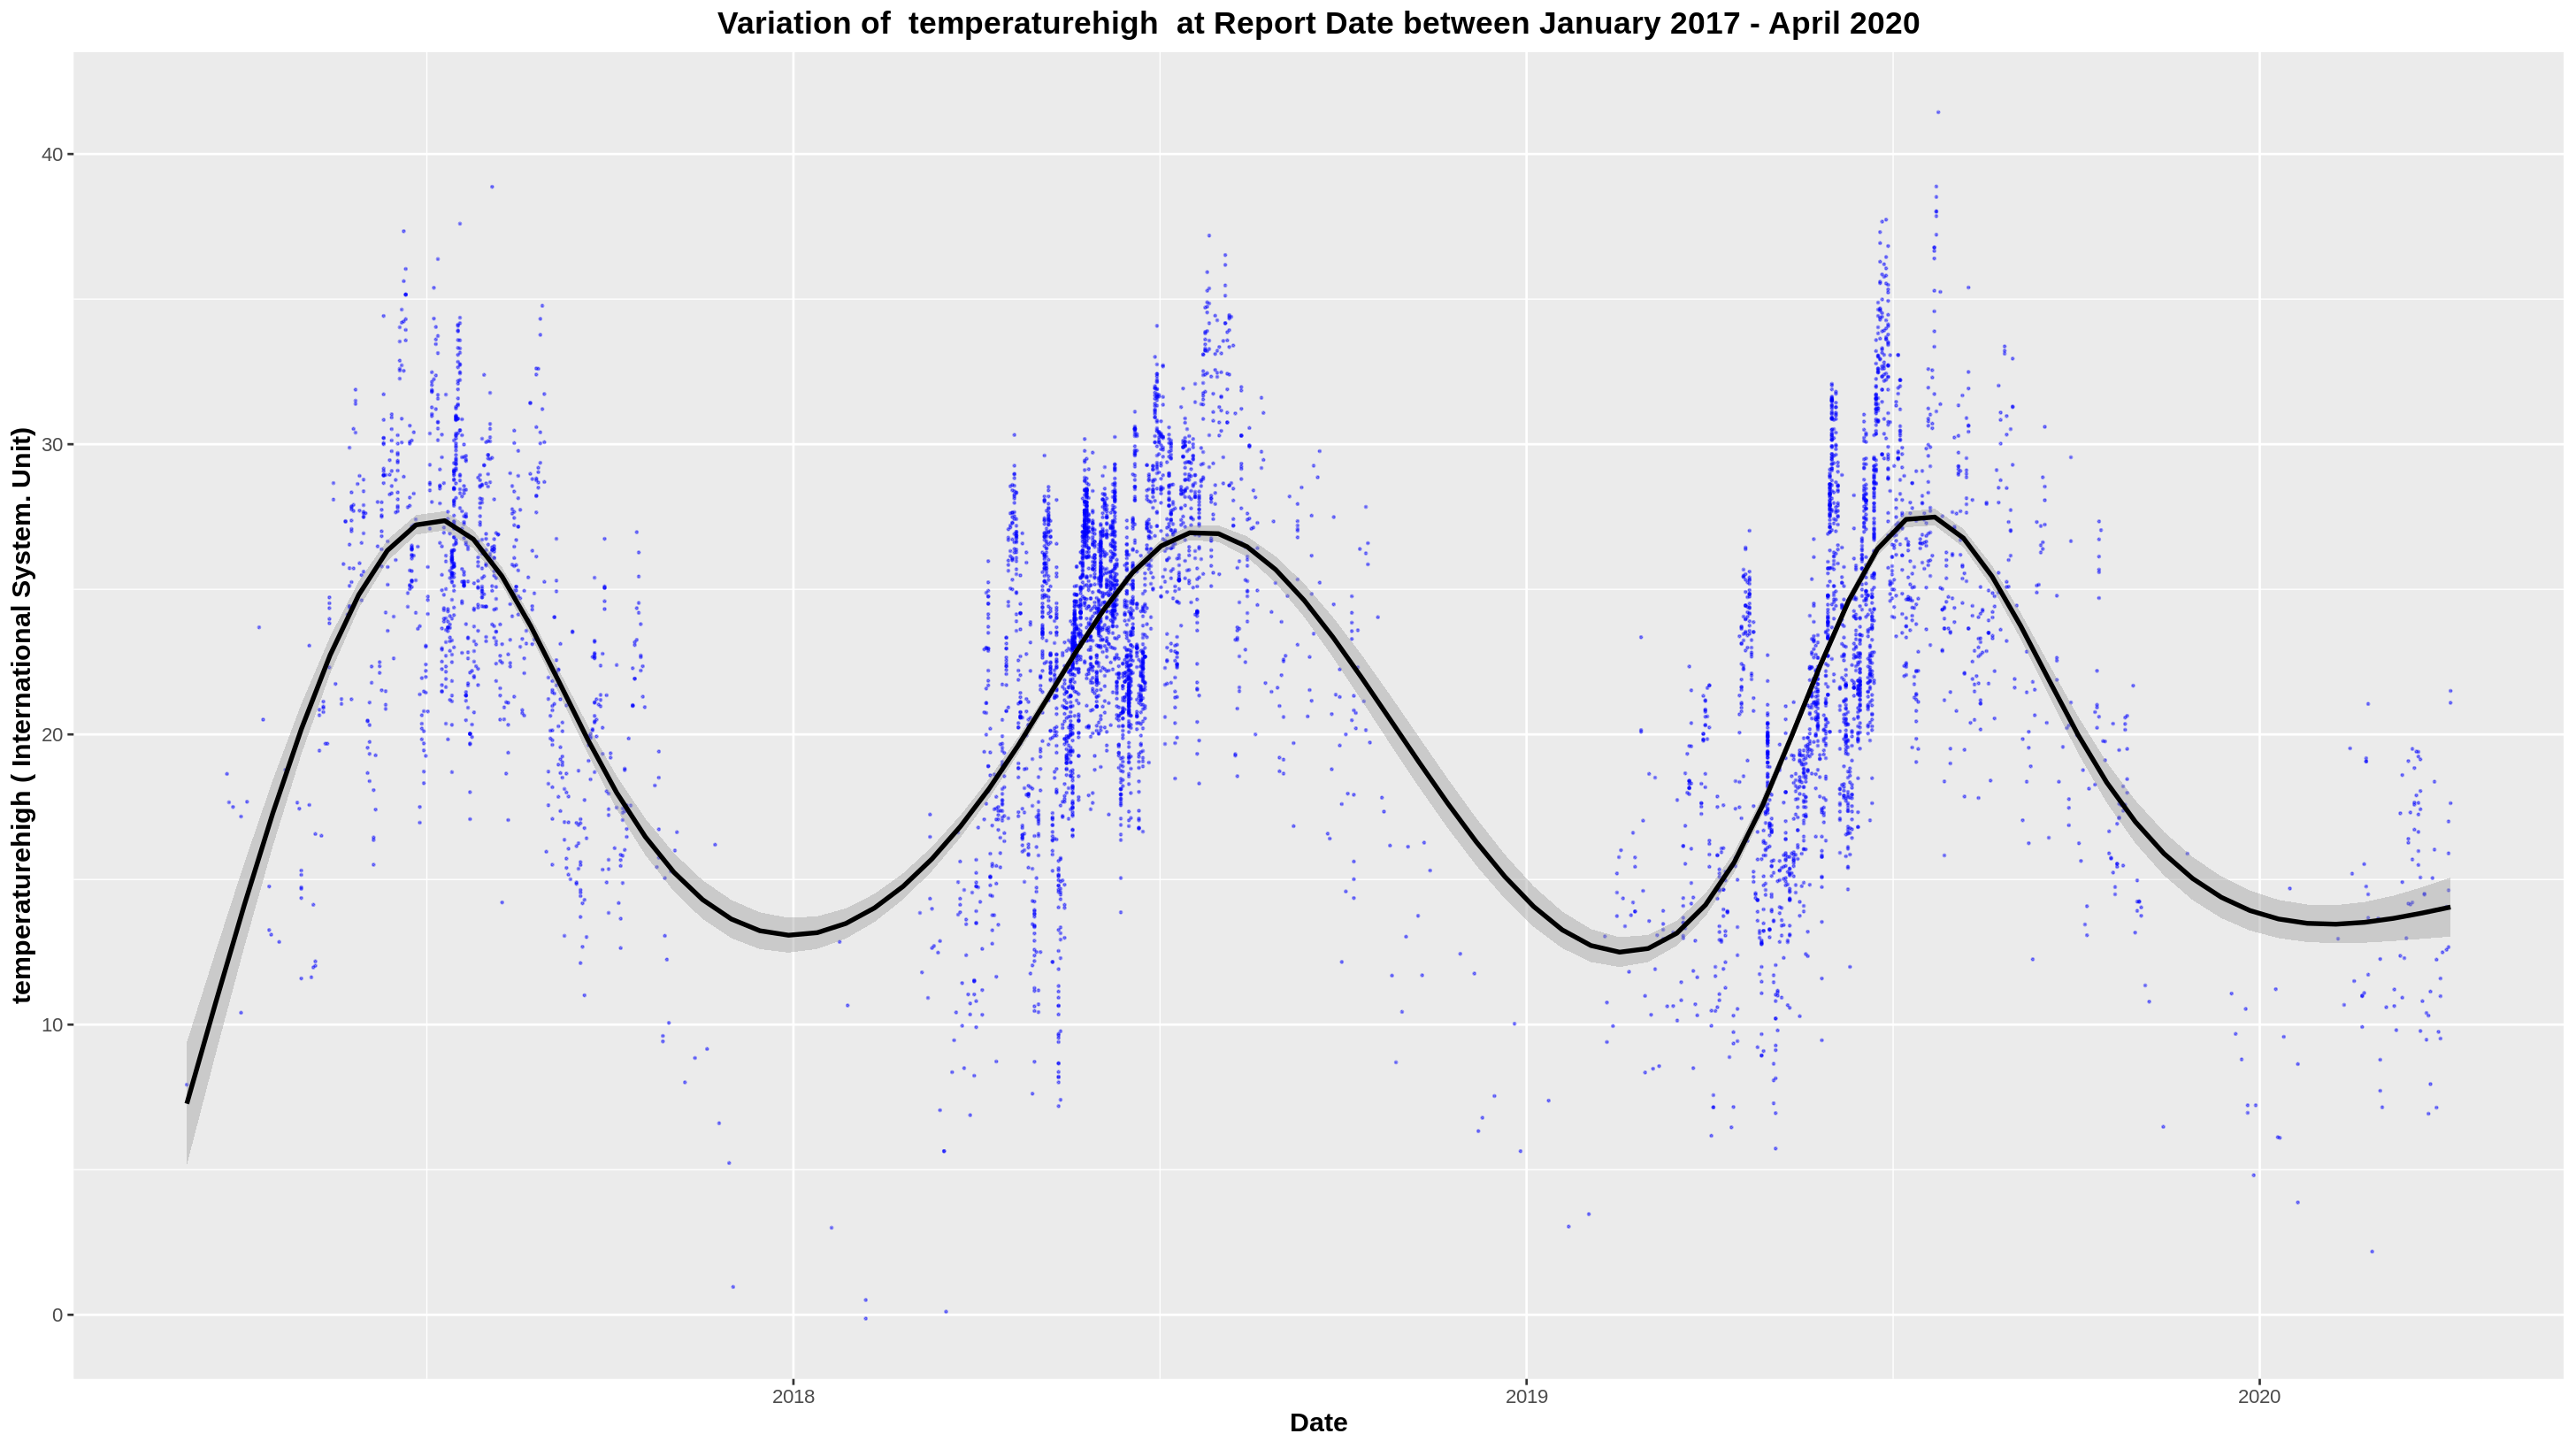 Variation of  temperaturehigh  at Report Date between January 2017 - April 2020
temperaturehigh ( International System. Unit)
40
30
20
10
0
2018
2019
2020
Date